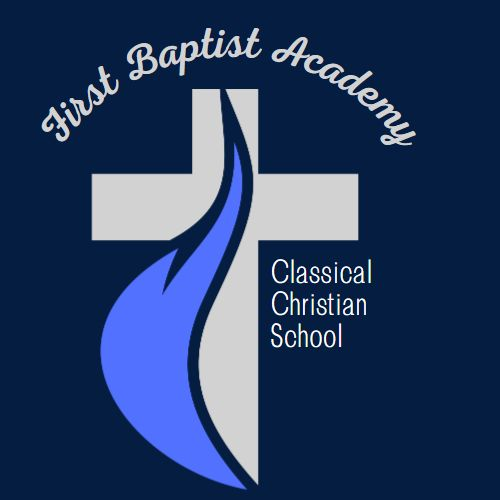 First Baptist Academy
Classical
Christian
School